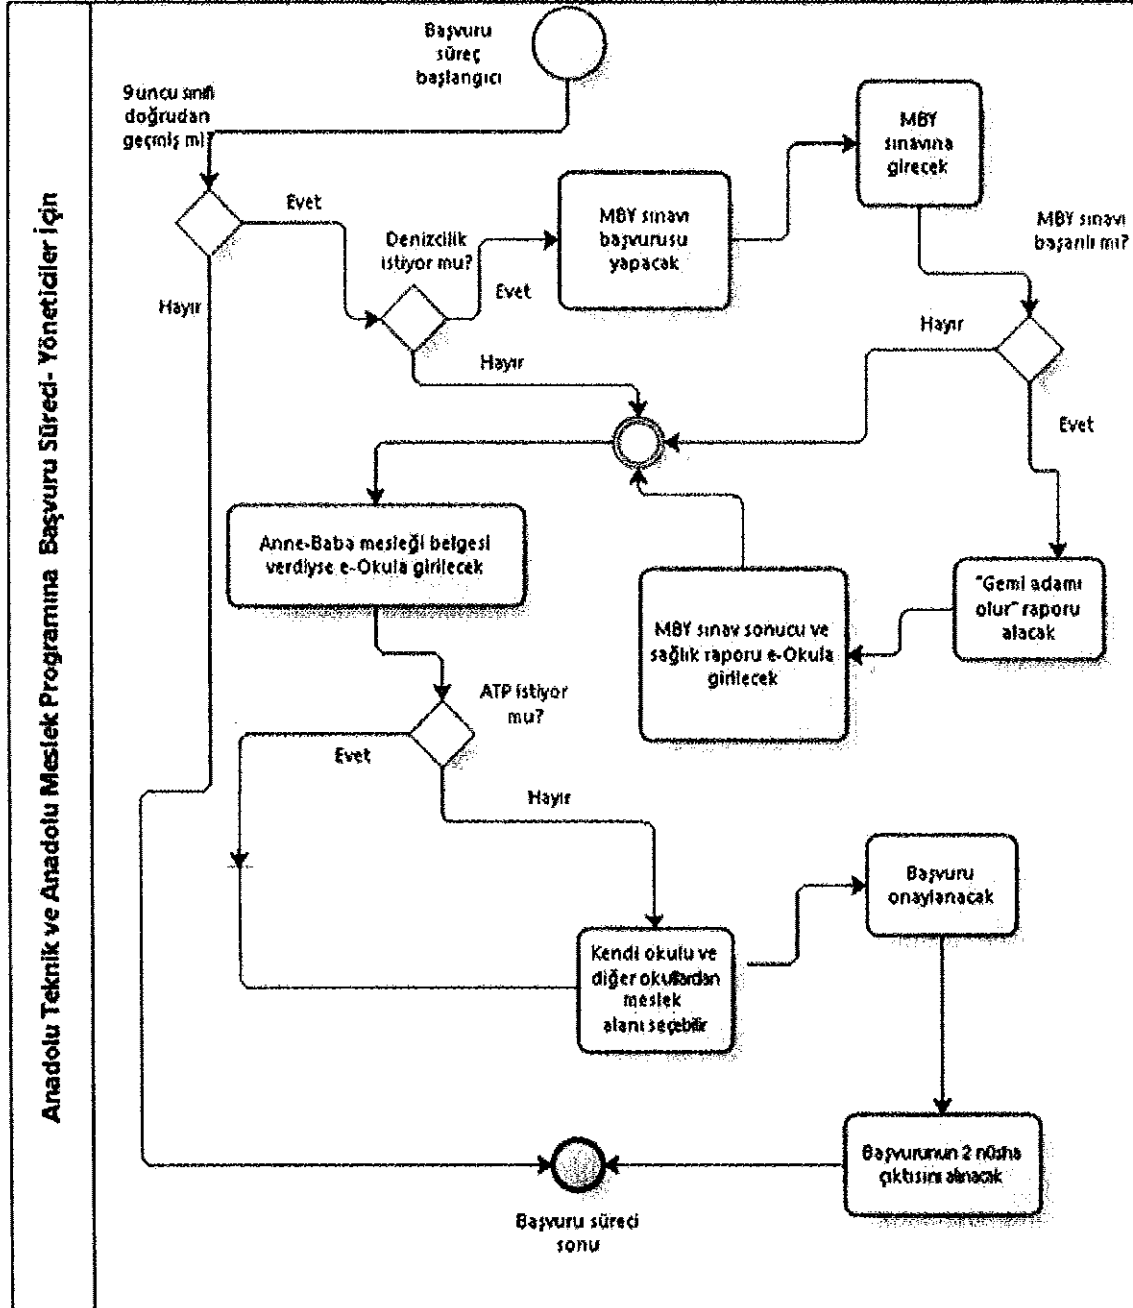 Anadolu Teknik ve Anadolu Meslek Programına Başvuru Süreci- Yöneticiler için
Başvuru
süreç
başlangıcı
9 uncu sınıfı
doğrudan
geçmiş mi?
Evet
Hayır
Denizcilik
istiyor mu?
Evet
Hayır
MBY sınavı
başvurusu
yapacak
MBY
sınavına
girecek
MBY sınavı
başarılı mı?
Hayır
Evet
"Gemi adamı
olur" raporu
alacak
MBY sınav sonucu ve
sağlık raporu e-Okula
girilecek
Anne-Baba mesleği belgesi
verdiyse e-Okula girilecek
ATP istiyor
mu?
Evet
Hayır
Kendi okulu ve
diğer okullardan
meslek
alanı seçebilir
Başvuru
onaylanacak
Başvurunun 2 nüsha
çıktısını alınacak
Başvuru süreci
sonu